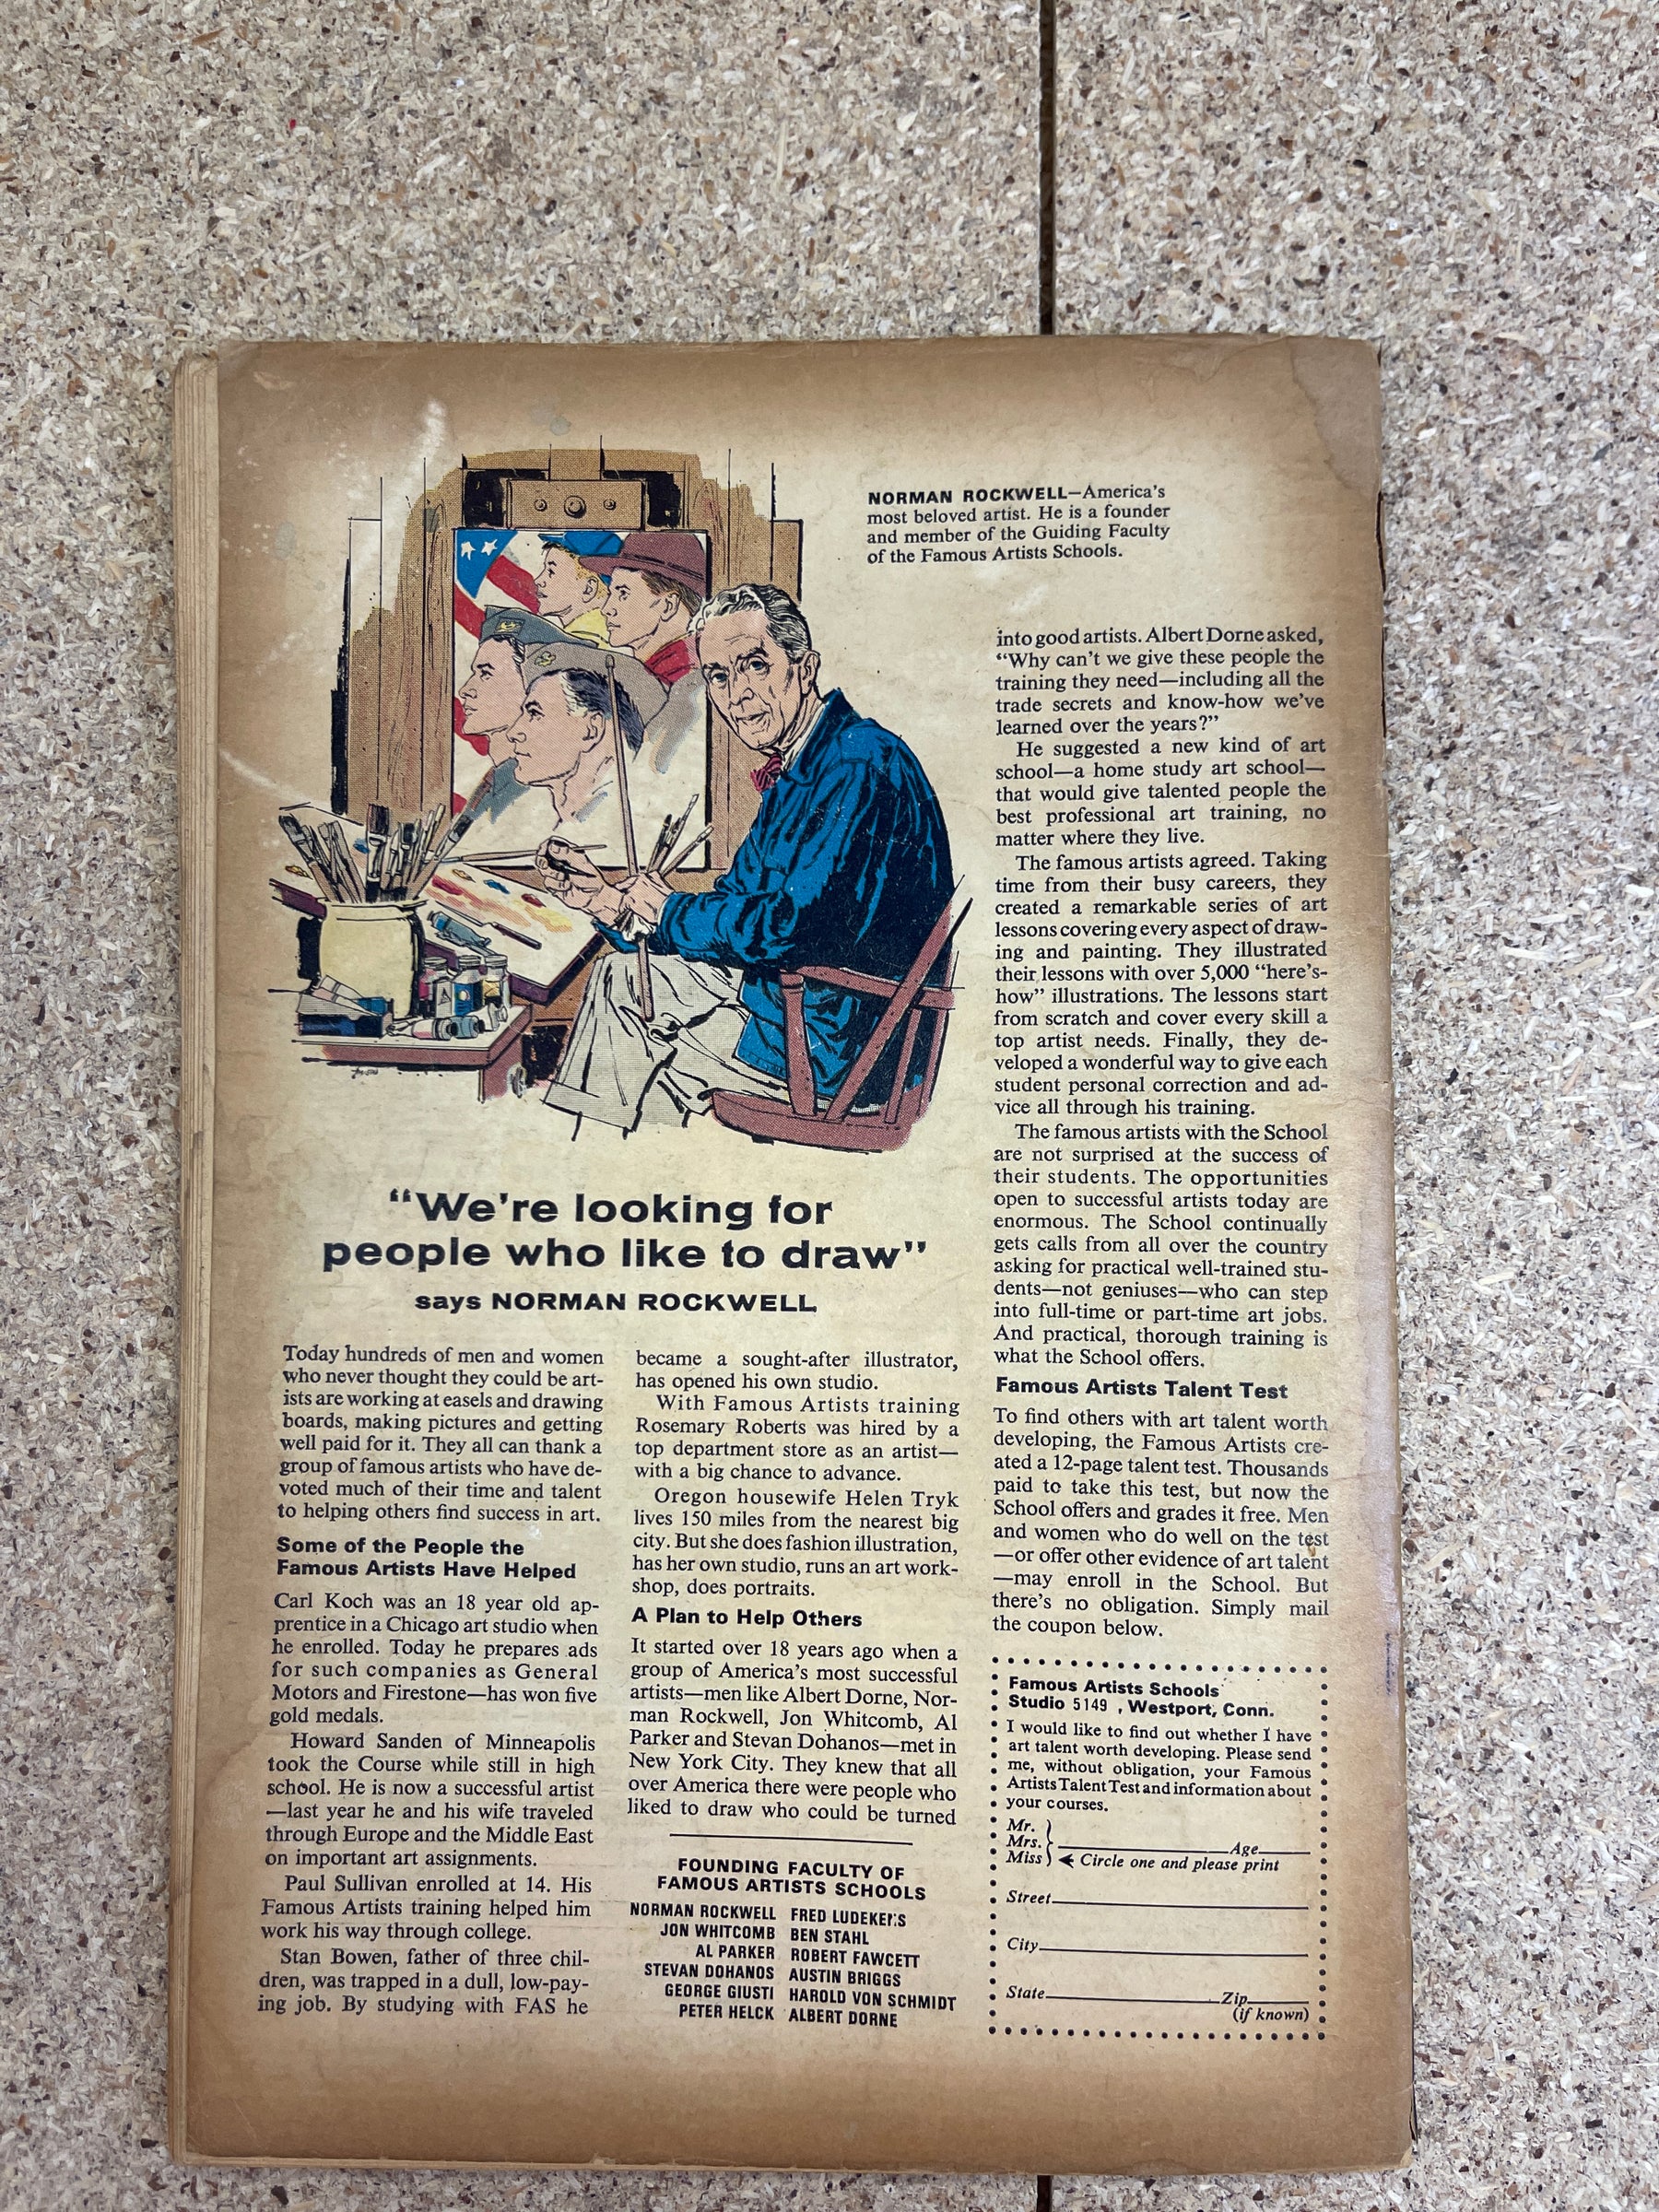 NORMAN ROCKWELL—America's
most beloved artist. He is a founder
and member of the Guiding Faculty
of the Famous Artists Schools.
"We're looking for
people who like to draw"
says NORMAN ROCKWELL
Today hundreds of men and women
who never thought they could be art-
ists are working at easels and drawing
boards, making pictures and getting
well paid for it. They all can thank a
group of famous artists who have de-
voted much of their time and talent
to helping others find success in art.
Some of the People the
Famous Artists Have Helped
Carl Koch was an 18 year old ap-
prentice in a Chicago art studio when
he enrolled. Today he prepares ads
for such companies as General
Motors and Firestone—has won five
gold medals.
Howard Sanden of Minneapolis
took the Course while still in high
school. He is now a successful artist
—last year he and his wife traveled
through Europe and the Middle East
on important art assignments.
Paul Sullivan enrolled at 14. His
Famous Artists training helped him
work his way through college.
Stan Bowen, father of three chil-
dren, was trapped in a dull, low-pay-
ing job. By studying with FAS he
became a sought-after illustrator,
has opened his own studio.
With Famous Artists training
Rosemary Roberts was hired by a
top department store as an artist—
with a big chance to advance.
Oregon housewife Helen Tryk
lives 150 miles from the nearest big
city. But she does fashion illustration,
has her own studio, runs an art work-
shop, does portraits.
A Plan to Help Others
It started over 18 years ago when a
group of America's most successful
artists—men like Albert Dorne, Nor-
man Rockwell, Jon Whitcomb, Al
Parker and Stevan Dohanos—met in
New York City. They knew that all
over America there were people who
liked to draw who could be turned
FOUNDING FACULTY OF
FAMOUS ARTISTS SCHOOLS
NORMAN ROCKWELL FRED LUDEKENS
JON WHITCOMB BEN STAHL
AL PARKER ROBERT FAWCETT
STEVAN DOHANOS AUSTIN BRIGGS
GEORGE GIUSTI HAROLD VON SCHMIDT
PETER HELCK ALBERT DORNE
into good artists. Albert Dorne asked,
"Why can't we give these people the
training they need—including all the
trade secrets and know-how we've
learned over the years?"
He suggested a new kind of art
school—a home study art school—
that would give talented people the
best professional art training, no
matter where they live.
The famous artists agreed. Taking
time from their busy careers, they
created a remarkable series of art
lessons covering every aspect of draw-
ing and painting. They illustrated
their lessons with over 5,000 "here's-
how" illustrations. The lessons start
from scratch and cover every skill a
top artist needs. Finally, they de-
veloped a wonderful way to give each
student personal correction and ad-
vice all through his training.
The famous artists with the School
are not surprised at the success of
their students. The opportunities
open to successful artists today are
enormous. The School continually
gets calls from all over the country
asking for practical well-trained stu-
dents—not geniuses—who can step
into full-time or part-time art jobs.
And practical, thorough training is
what the School offers.
Famous Artists Talent Test
To find others with art talent worth
developing, the Famous Artists cre-
ated a 12-page talent test. Thousands
paid to take this test, but now the
School offers and grades it free. Men
and women who do well on the test
—or offer other evidence of art talent
—may enroll in the School. But
there's no obligation. Simply mail
the coupon below.
Famous Artists Schools
Studio 5149 , Westport, Conn.
I would like to find out whether I have
art talent worth developing. Please send
me, without obligation, your Famous
Artists Talent Test and information about
your courses.
Mr.
Mrs. Age
Miss Circle one and please print
Street
City
State Zip
(if known)